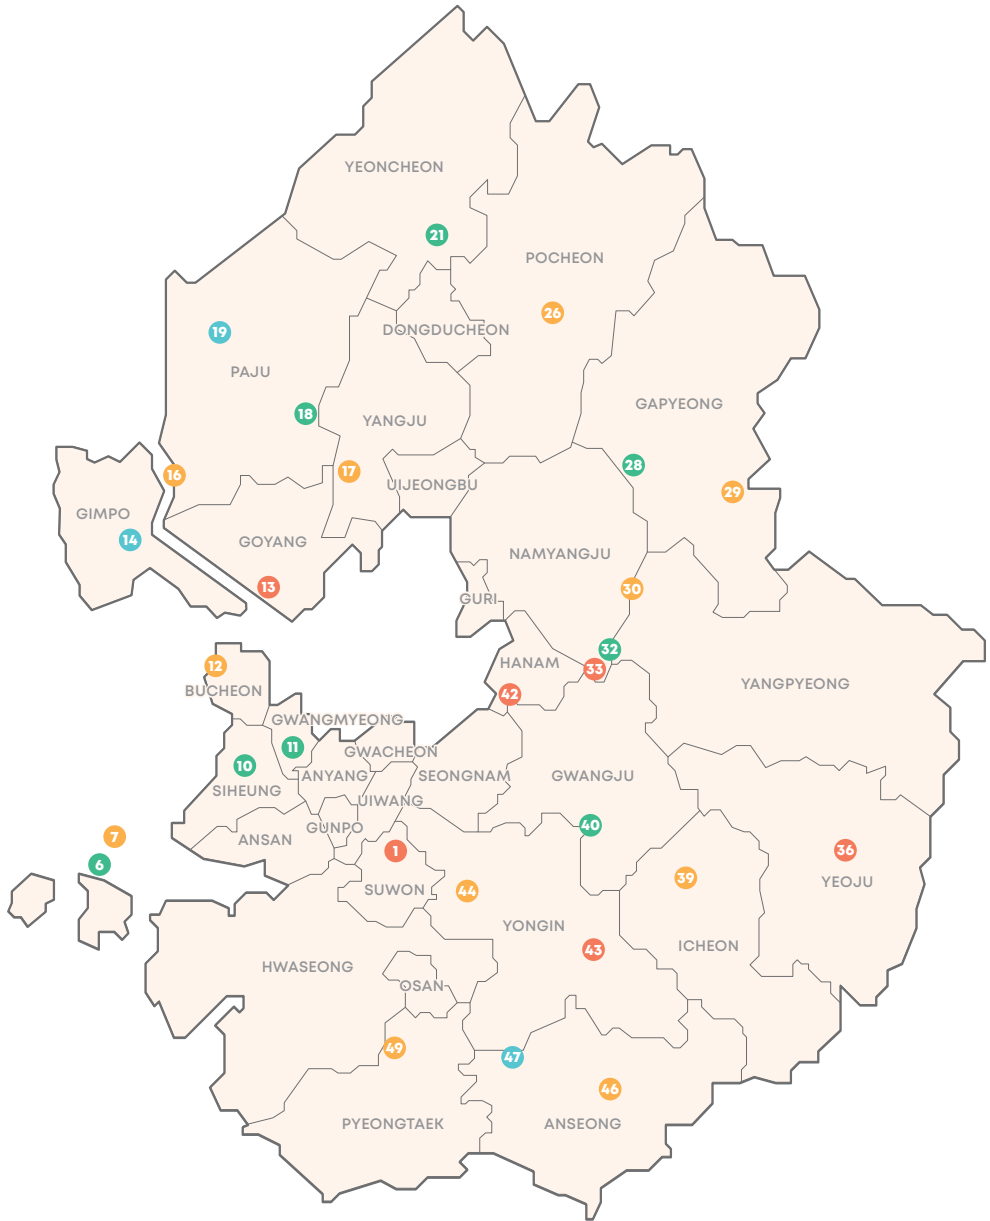 YEONCHEON
21
POCHEON
26
19
DONGDUCHEON
PAJU
GAPYEONG
18
YANGJU
28
16
17
UIJEONGBU
29
GIMPO
14
GOYANG
NAMYANGJU
13
30
GURI
32
12
HANAM
33
BUCHEON
42
YANGPYEONG
GWANGMYEONG
11
GWACHEON
10
ANYANG
SEONGNAM
GWANGJU
SIHEUNG
UIWANG
GUNPO
40
7
ANSAN
6
1
36
39
YEOJU
SUWON
44
YONGIN
43
ICHEON
HWASEONG
OSAN
49
47
46
PYEONGTAEK
ANSEONG